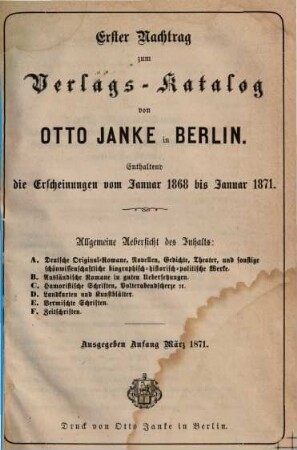 Erster Nachtrag
zum
Verlags-Katalog
von
OTTO JANKE in BERLIN.
Enthaltend
die Erscheinungen vom Januar 1868 bis Januar 1871.
Allgemeine Uebersicht des Inhalts:
A. Deutsche Original-Romane, Novellen, Gedichte, Theater, und sonstige
schönwissenschaftliche biographisch-historisch-politische Werke.
B. Ausländische Romane in guten Uebersetzungen.
C. Humoristische Schriften, Polterabendscherze ꝛc.
D. Landkarten und Kunstblätter.
E. Vermischte Schriften.
F. Zeitschriften.
Ausgegeben Anfang März 1871.
Druck von Otto Janke in Berlin.